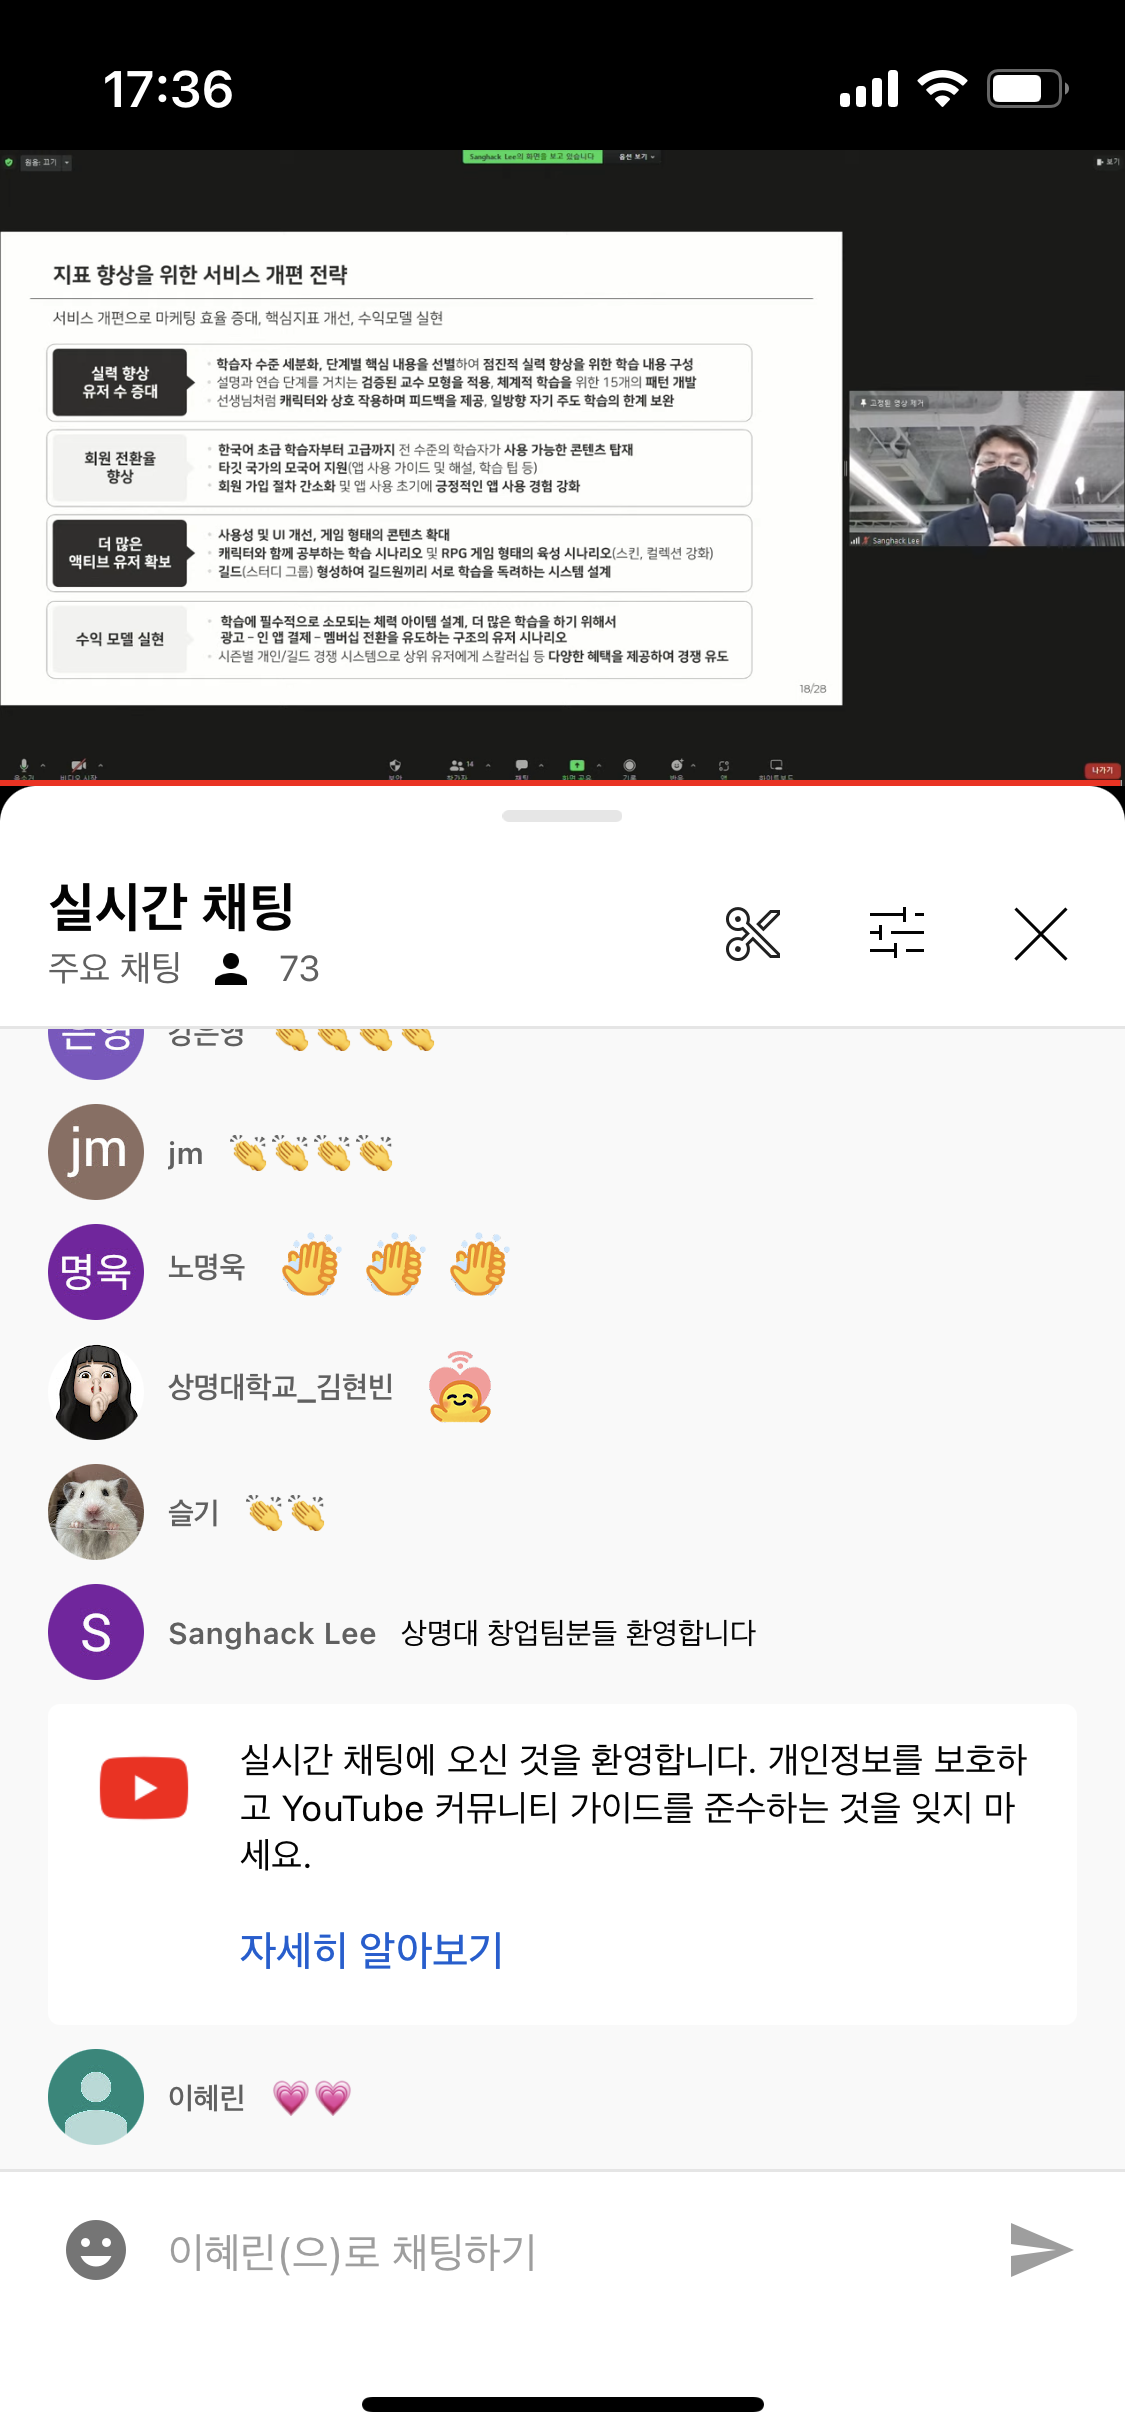 17:36
원음: 끄기
Sanghack Lee의 화면을 보고 있습니다
옵션 보기
보기
지표 향상을 위한 서비스 개편 전략
서비스 개편으로 마케팅 효율 증대, 핵심지표 개선, 수익모델 실현
실력 향상
유저 수 증대
학습자 수준 세분화, 단계별 핵심 내용을 선별하여 점진적 실력 향상을 위한 학습 내용 구성
설명과 연습 단계를 거치는 검증된 교수 모형을 적용, 체계적 학습을 위한 15개의 패턴 개발
선생님처럼 캐릭터와 상호 작용하며 피드백을 제공, 일방향 자기 주도 학습의 한계 보완
회원 전환율
향상
한국어 초급 학습자부터 고급까지 전 수준의 학습자가 사용 가능한 콘텐츠 탑재
타깃 국가의 모국어 지원(앱 사용 가이드 및 해설, 학습 팁 등)
회원 가입 절차 간소화 및 앱 사용 초기에 긍정적인 앱 사용 경험 강화
더 많은
액티브 유저 확보
사용성 및 UI 개선, 게임 형태의 콘텐츠 확대
캐릭터와 함께 공부하는 학습 시나리오 및 RPG 게임 형태의 육성 시나리오(스킨, 컬렉션 강화)
길드(스터디 그룹) 형성하여 길드원끼리 서로 학습을 독려하는 시스템 설계
수익 모델 실현
학습에 필수적으로 소모되는 체력 아이템 설계, 더 많은 학습을 하기 위해서
광고 – 인 앱 결제 – 멤버십 전환을 유도하는 구조의 유저 시나리오
시즌별 개인/길드 경쟁 시스템으로 상위 유저에게 스칼러십 등 다양한 혜택을 제공하여 경쟁 유도
18/28
고정된 영상 제거
Sanghack Lee
14
나가기
실시간 채팅
주요 채팅 73
은영 강은영 👏👏👏👏
jm jm 👏👏👏👏
명욱 노명욱
상명대학교_김현빈
슬기 👏👏
S Sanghack Lee 상명대 창업팀분들 환영합니다
실시간 채팅에 오신 것을 환영합니다. 개인정보를 보호하
고 YouTube 커뮤니티 가이드를 준수하는 것을 잊지 마
세요.
자세히 알아보기
이혜린 💗💗
이혜린(으)로 채팅하기